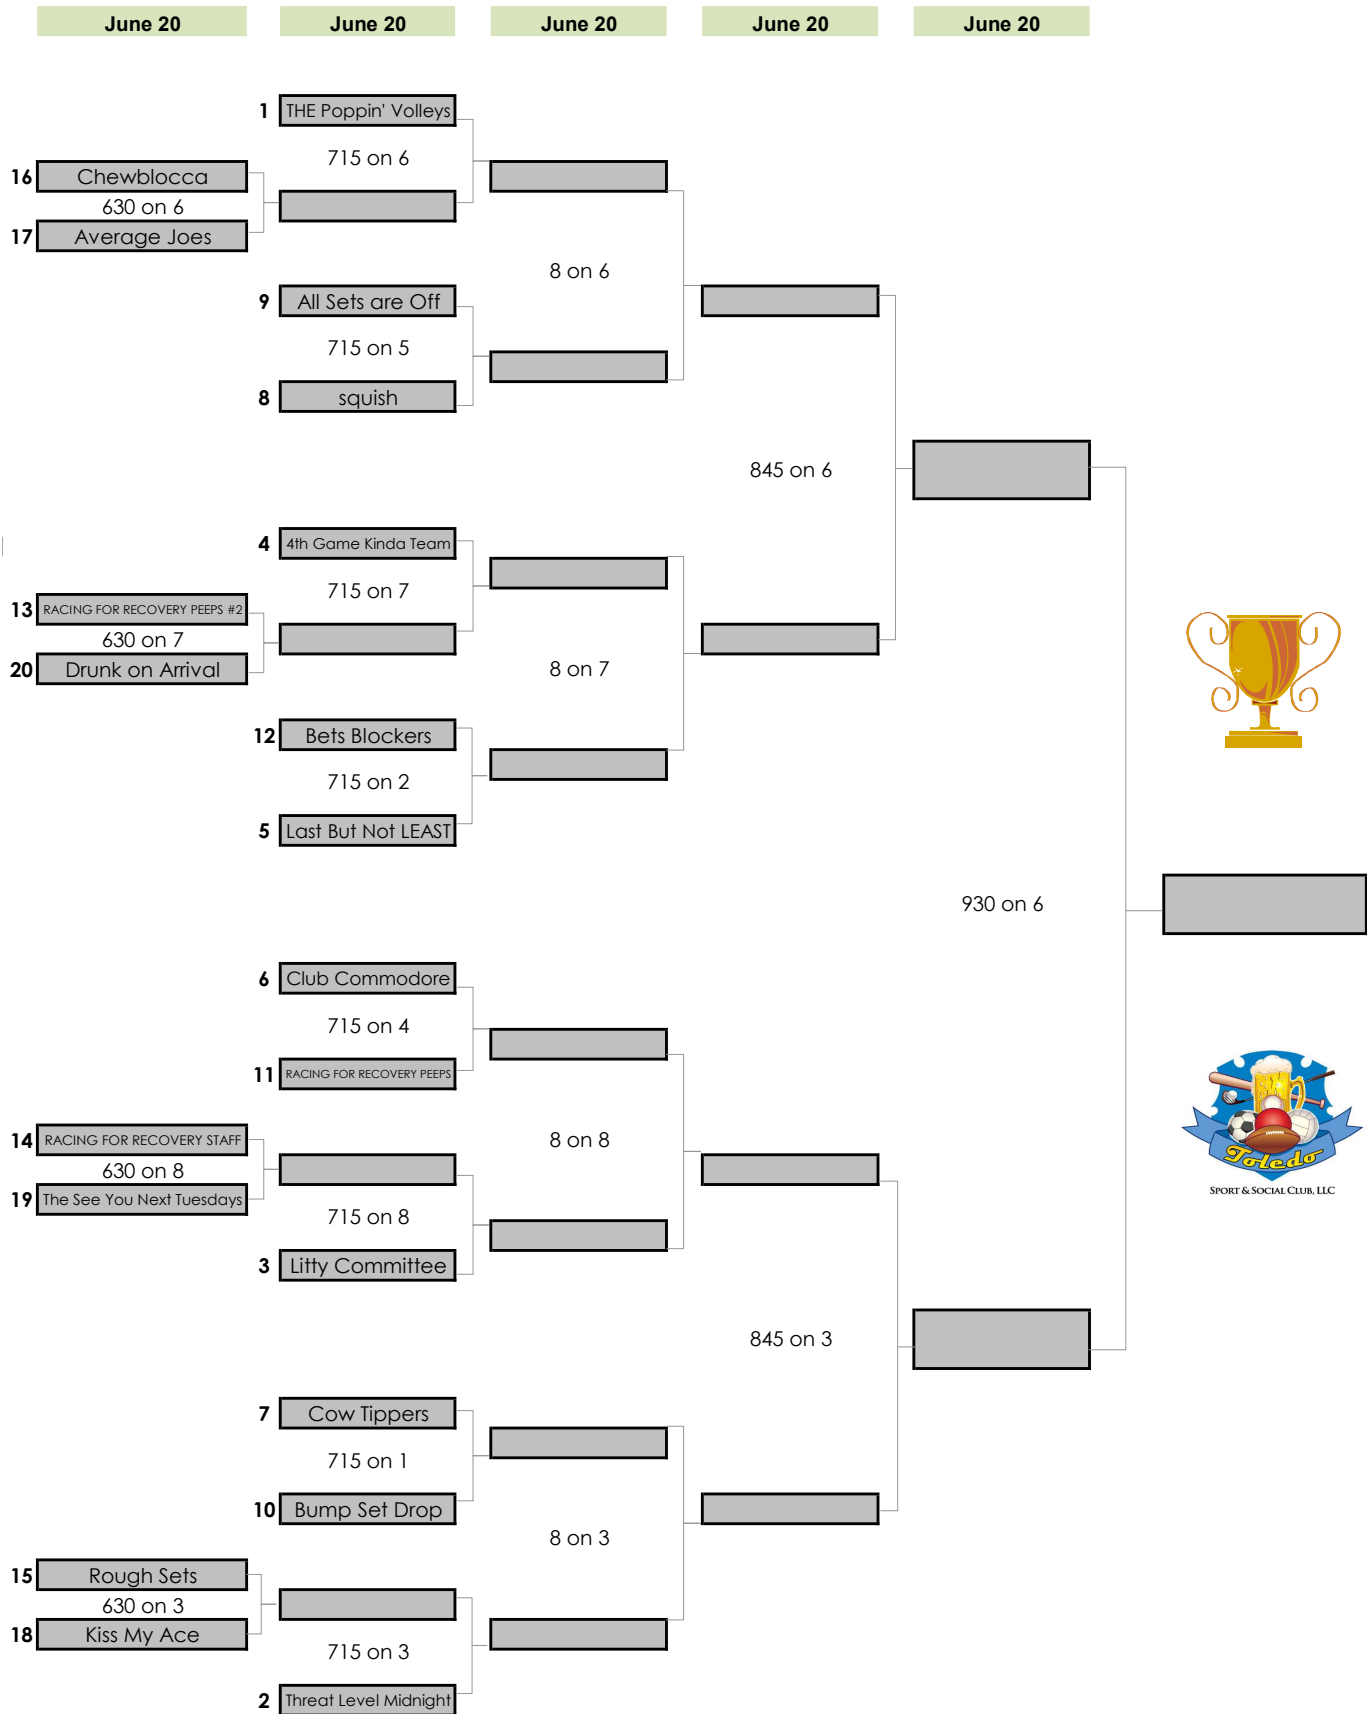 June 20 June 20 June 20 June 20 June 20
1 THE Poppin' Volleys
715 on 6
16 Chewblocca
630 on 6
17 Average Joes
8 on 6
9 All Sets are Off
715 on 5
8 squish
845 on 6
4 4th Game Kinda Team
715 on 7
13 RACING FOR RECOVERY PEEPS #2
630 on 7
20 Drunk on Arrival
8 on 7
12 Bets Blockers
715 on 2
5 Last But Not LEAST
930 on 6
6 Club Commodore
715 on 4
11 RACING FOR RECOVERY PEEPS
8 on 8
14 RACING FOR RECOVERY STAFF
630 on 8
19 The See You Next Tuesdays
715 on 8
3 Litty Committee
Toledo
SPORT & SOCIAL CLUB, LLC
845 on 3
7 Cow Tippers
715 on 1
10 Bump Set Drop
8 on 3
15 Rough Sets
630 on 3
18 Kiss My Ace
715 on 3
2 Threat Level Midnight